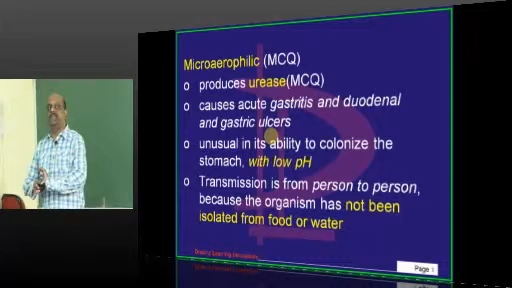 Microaerophilic (MCQ)
o produces urease(MCQ)
o causes acute gastritis and duodenal
and gastric ulcers
o unusual in its ability to colonize the
stomach, with low pH
o Transmission is from person to person,
because the organism has not been
isolated from food or water
Page 1